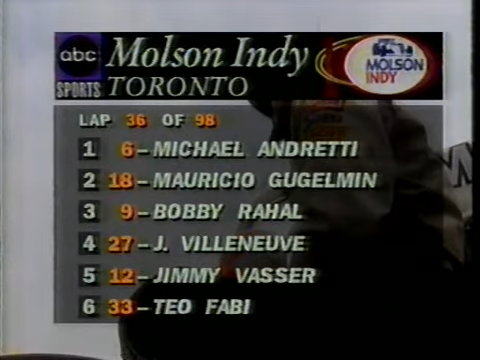 abc Molson Indy
SPORTS TORONTO
MOLSON
INDY
LAP 36 OF 98
1 6-MICHAEL ANDRETTI
2 18-MAURICIO GUGELMIN
3 9-BOBBY RAHAL
4 27-J. VILLENEUVE
5 12-JIMMY VASSER
6 33-TEO FABI